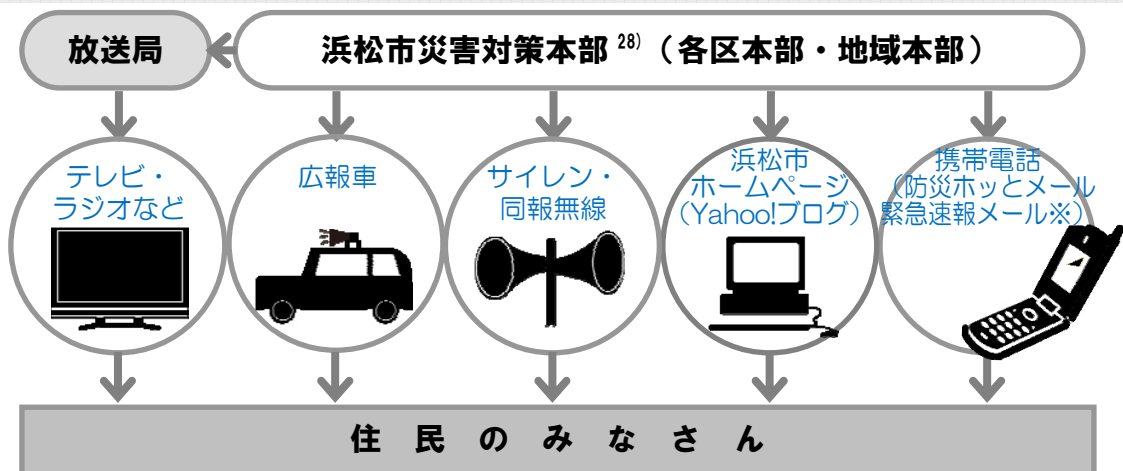 放送局
浜松市災害対策本部28)(各区本部・地域本部)
テレビ・
ラジオなど
広報車
サイレン・
同報無線
浜松市
ホームページ
(Yahoo!ブログ)
携帯電話
(防災ホッとメール
緊急速報メール※)
住民のみなさん